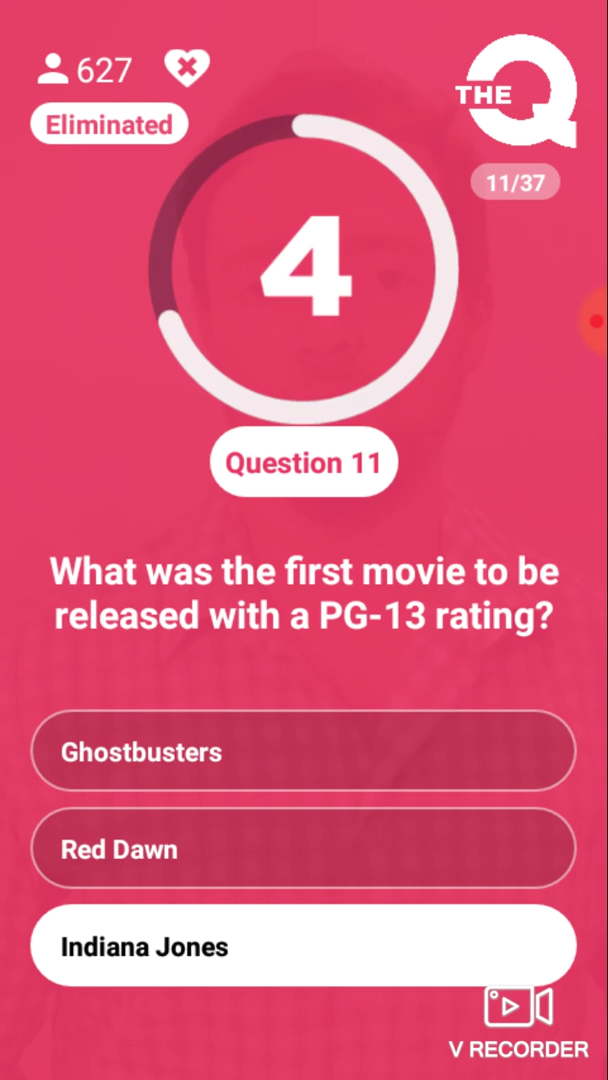 627
Eliminated
THE Q
11/37
4
Question 11
What was the first movie to be
released with a PG-13 rating?
Ghostbusters
Red Dawn
Indiana Jones
V RECORDER